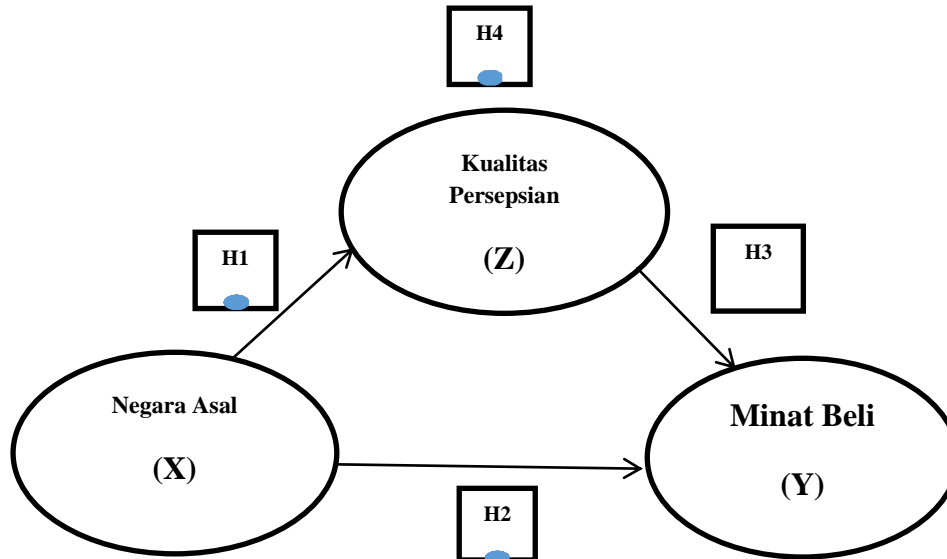 H4
Kualitas
Persepsian
(Z)
H1
H3
Negara Asal
(X)
Minat Beli
(Y)
H2